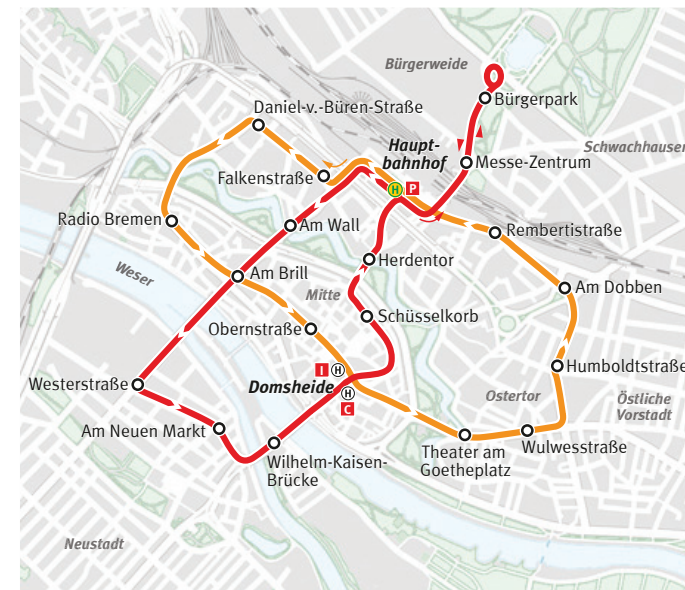 Bürgerweide
Bürgerpark
Daniel-v.-Büren-Straße
Haupt-
bahnhof
Schwachhauser
Messe-Zentrum
Falkenstraße
H P
Radio Bremen
Am Wall
Rembertistraße
Weser
Am Brill
Herdentor
Mitte
Am Dobben
Schüsselkorb
Obernstraße
I H
Humboldtstraße
Westerstraße
Domsheide
H
C
Ostertor
Östliche
Vorstadt
Am Neuen Markt
Wilhelm-Kaisen-
Brücke
Theater am
Goetheplatz
Wulwesstraße
Neustadt